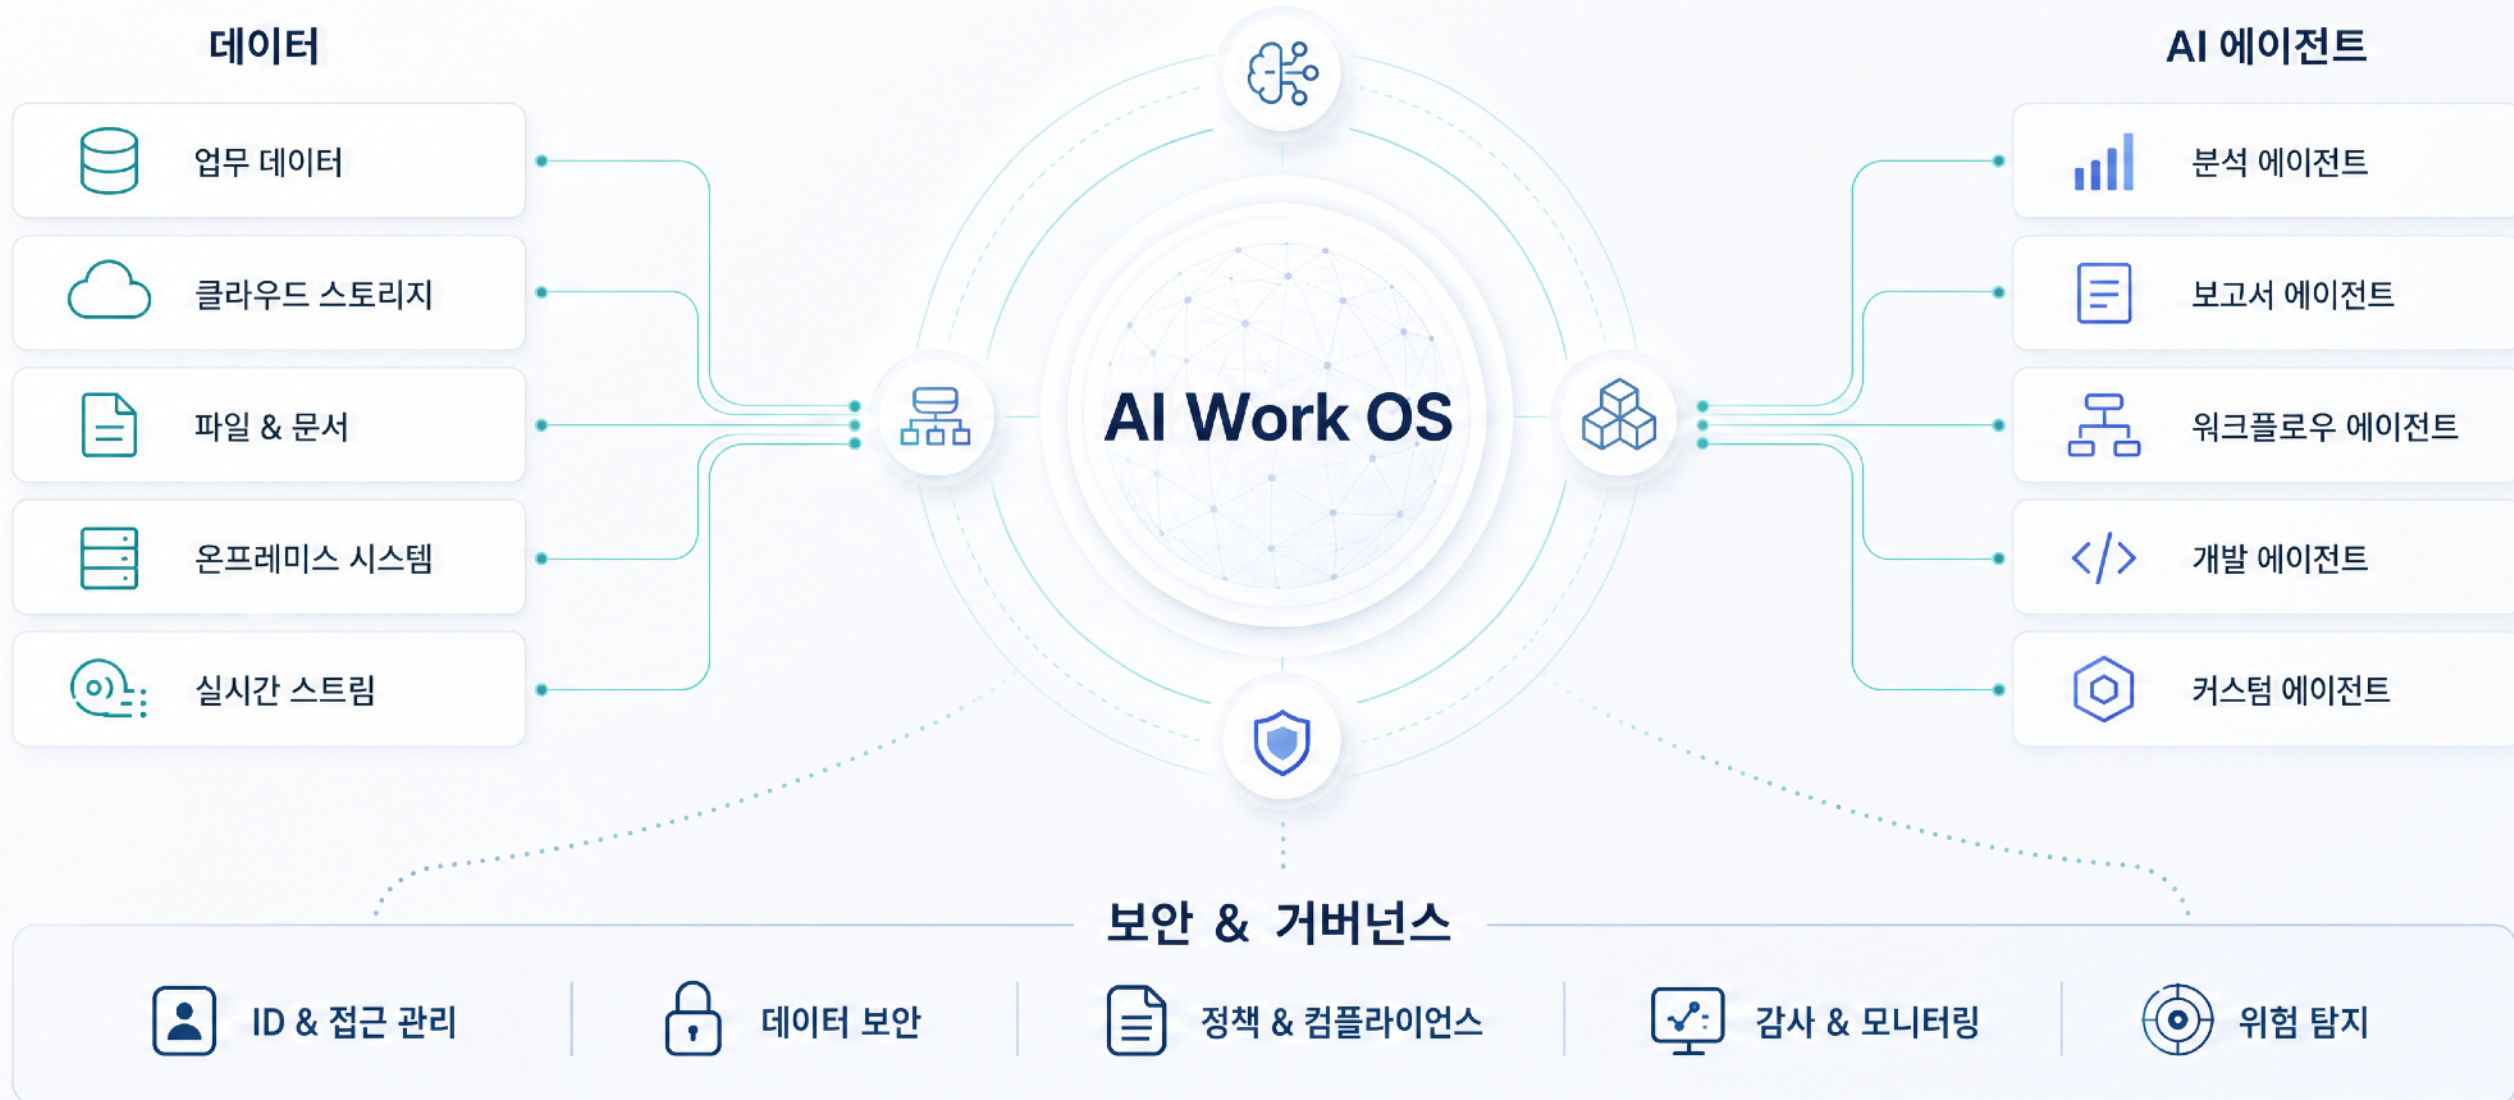 데이터
업무 데이터
클라우드 스토리지
파일 & 문서
온프레미스 시스템
실시간 스트림
AI Work OS
AI 에이전트
분석 에이전트
보고서 에이전트
워크플로우 에이전트
개발 에이전트
커스텀 에이전트
보안 & 거버넌스
ID & 접근 관리
데이터 보안
정책 & 컴플라이언스
감사 & 모니터링
위험 탐지